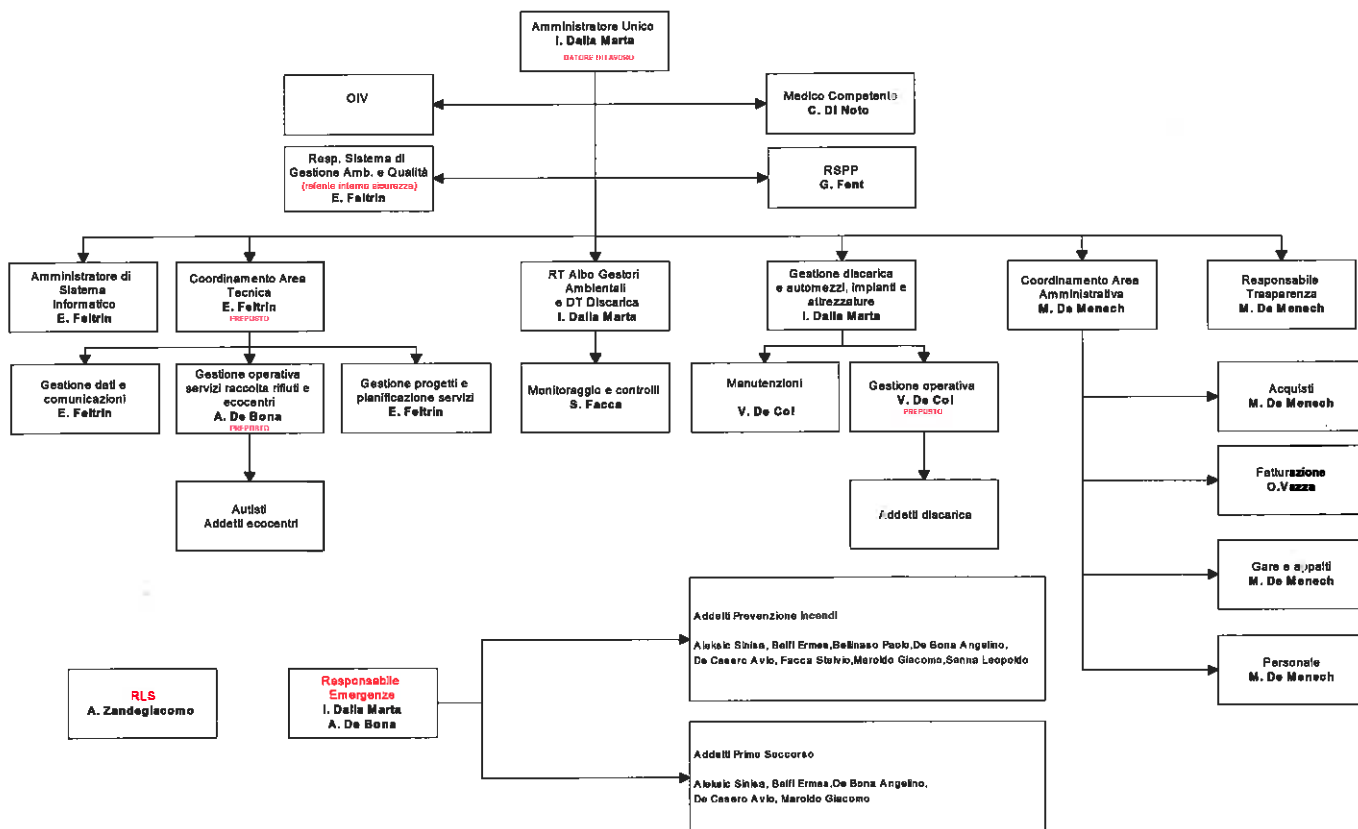 Amministratore Unico
I. Dalla Marta
DATORE DI LAVORO
OIV
Medico Competente
C. Di Noto
Resp. Sistema di
Gestione Amb. e Qualità
(refente interno sicurezza)
E. Feltrin
RSPP
G. Fent
Amministratore di
Sistema
Informatico
E. Feltrin
Coordinamento Area
Tecnica
E. Feltrin
PREPOSTO
RT Albo Gestori
Ambientali
e DT Discarica
I. Dalla Marta
Gestione discarica
e automezzi, impianti e
attrezzature
I. Dalla Marta
Coordinamento Area
Amministrativa
M. De Menech
Responsabile
Trasparenza
M. De Menech
Gestione dati e
comunicazioni
E. Feltrin
Gestione operativa
servizi raccolta rifiuti e
ecocentri
A. De Bona
PREPOSTO
Gestione progetti e
planificazione servizi
E. Feltrin
Monitoraggio e controlli
S. Facca
Manutenzioni
V. De Col
Gestione operativa
V. De Col
PREPOSTO
Acquisti
M. De Menech
Autisti
Addetti ecocentri
Addetti discarica
Fatturazione
O.Vazza
Gare e appalti
M. De Menech
Personale
M. De Menech
RLS
A. Zandegiacomo
Responsabile
Emergenze
I. Dalla Marta
A. De Bona
Addetti Prevenzione Incendi
Aleksic Sinisa, Balfi Ermes,Bellinaso Paolo,De Bona Angelino,
De Casero Avio, Facca Stelvio,Maroldo Giacomo,Sanna Leopoldo
Addetti Primo Soccorso
Aleksic Sinisa, Balfi Ermes,De Bona Angelino,
De Casero Avio, Maroldo Giacomo